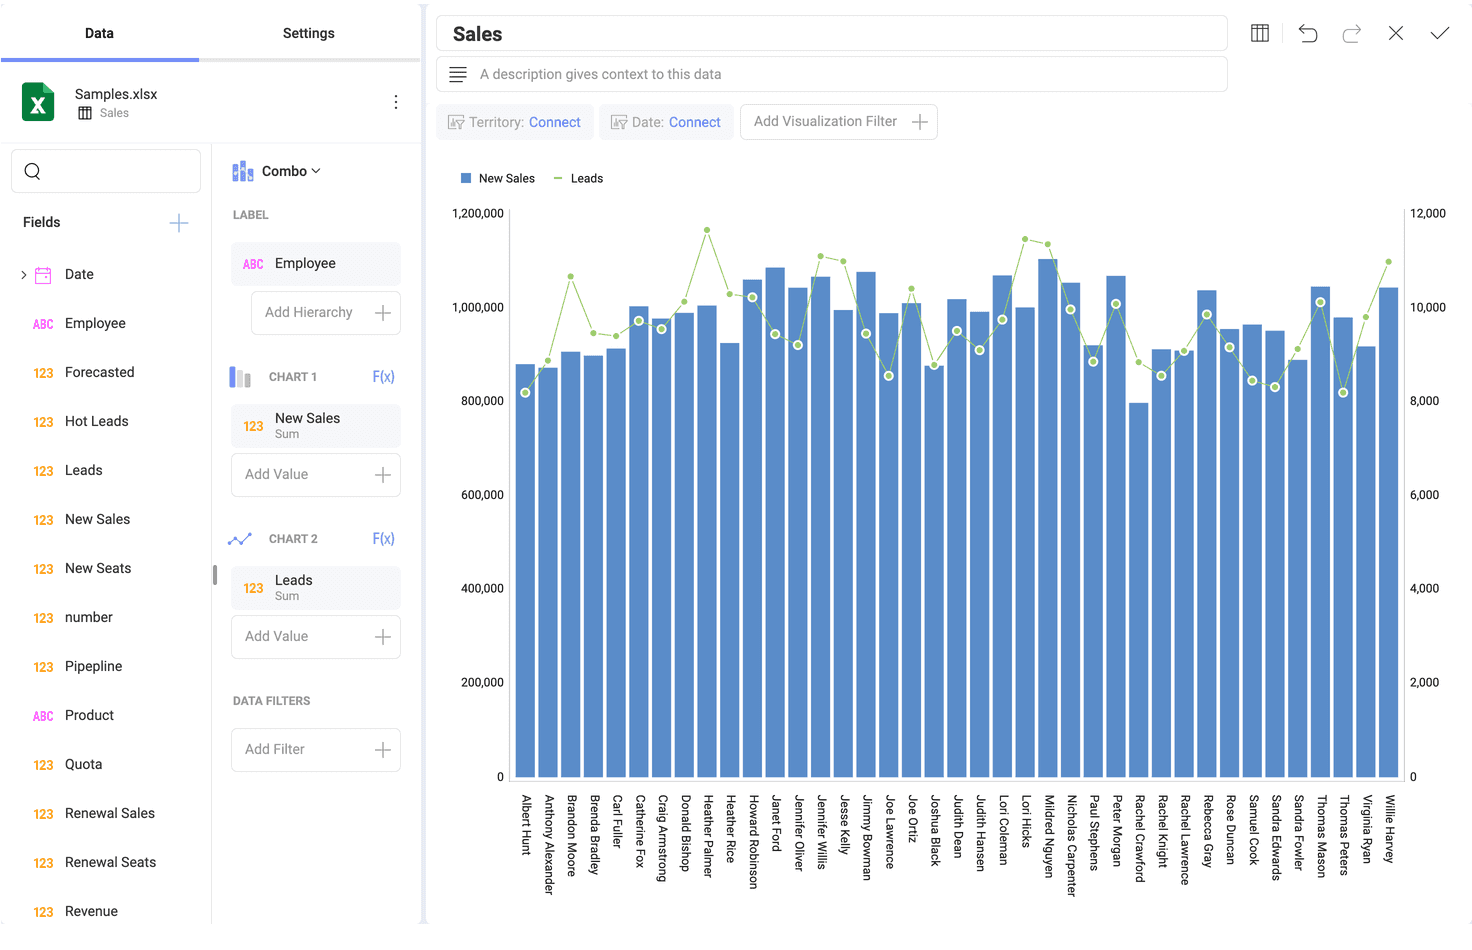 Data
Settings
Samples.xlsx
Sales
Fields
Date
ABC Employee
123 Forecasted
123 Hot Leads
123 Leads
123 New Sales
123 New Seats
123 number
123 Pipepline
ABC Product
123 Quota
123 Renewal Sales
123 Renewal Seats
123 Revenue
Combo
LABEL
ABC Employee
Add Hierarchy
CHART 1 F(x)
123 New Sales
Sum
Add Value
CHART 2 F(x)
123 Leads
Sum
Add Value
DATA FILTERS
Add Filter
Sales
A description gives context to this data
Territory: Connect
Date: Connect
Add Visualization Filter
New Sales
Leads
1,200,000
1,000,000
800,000
600,000
400,000
200,000
0
12,000
10,000
8,000
6,000
4,000
2,000
0
Albert Hunt
Anthony Alexander
Brandon Moore
Brenda Bradley
Carl Fuller
Catherine Fox
Craig Armstrong
Donald Bishop
Heather Palmer
Heather Rice
Howard Robinson
Janet Ford
Jennifer Oliver
Jennifer Willis
Jesse Kelly
Jimmy Bowman
Joe Lawrence
Joe Ortiz
Joshua Black
Judith Dean
Judith Hansen
Lori Coleman
Lori Hicks
Mildred Nguyen
Nicholas Carpenter
Paul Stephens
Peter Morgan
Rachel Crawford
Rachel Knight
Rachel Lawrence
Rebecca Gray
Rose Duncan
Samuel Cook
Sandra Edwards
Sandra Fowler
Thomas Mason
Thomas Peters
Virginia Ryan
Willie Harvey